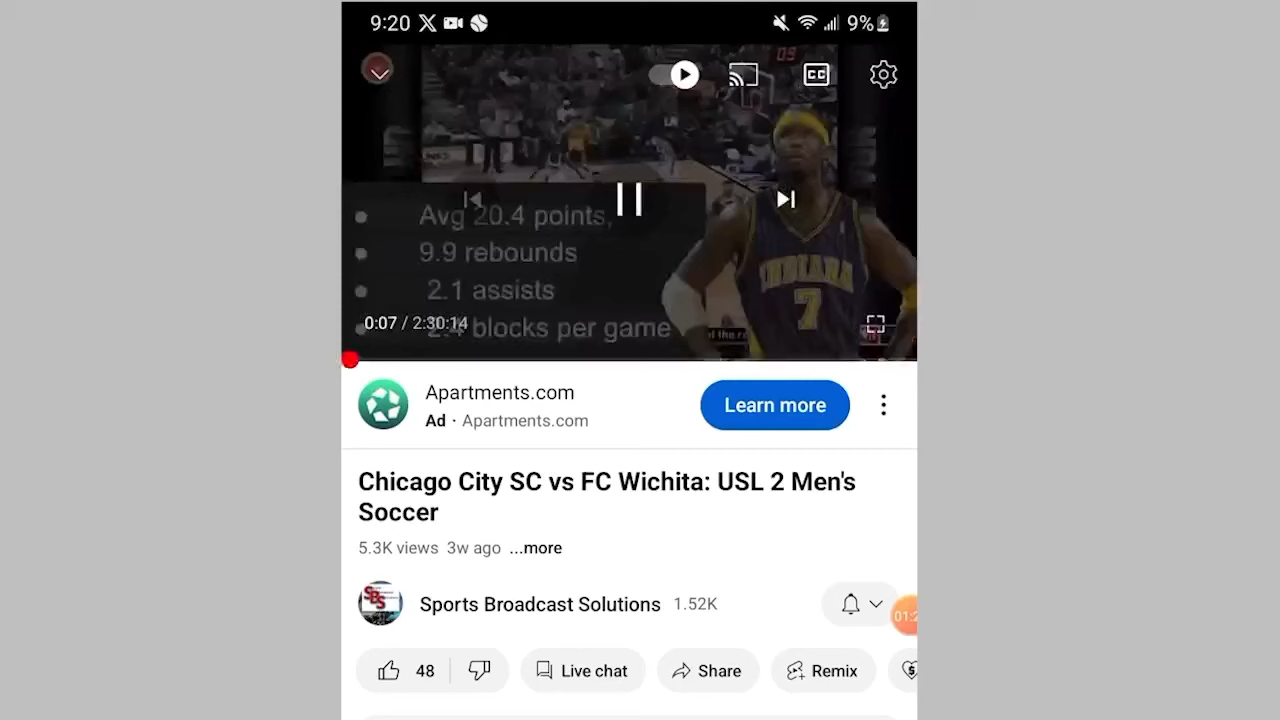 9:20
9%
CC
Avg 20.4 points,
9.9 rebounds
2.1 assists
blocks per game
0:07 / 2:30:14
INDIANA
7
Apartments.com
Ad · Apartments.com
Learn more
Chicago City SC vs FC Wichita: USL 2 Men's
Soccer
5.3K views 3w ago ...more
SBS
Sports Broadcast Solutions 1.52K
48
Live chat
Share
Remix